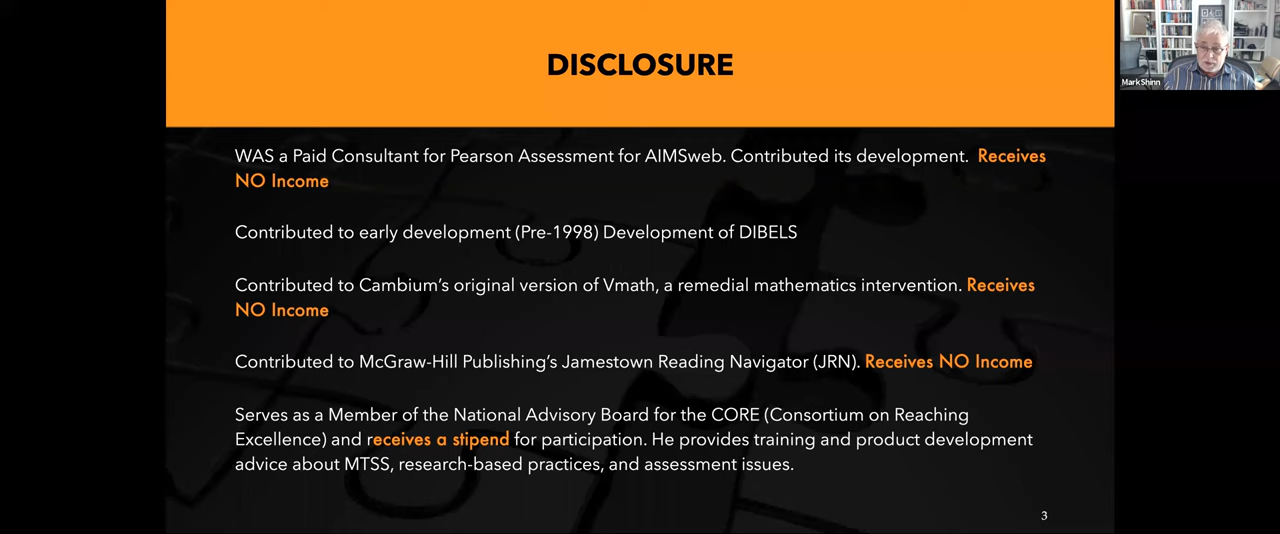 DISCLOSURE
Mark Shinn
WAS a Paid Consultant for Pearson Assessment for AIMSweb. Contributed its development. Receives
NO Income
Contributed to early development (Pre-1998) Development of DIBELS
Contributed to Cambium's original version of Vmath, a remedial mathematics intervention. Receives
NO Income
Contributed to McGraw-Hill Publishing's Jamestown Reading Navigator (JRN). Receives NO Income
Serves as a Member of the National Advisory Board for the CORE (Consortium on Reaching
Excellence) and receives a stipend for participation. He provides training and product development
advice about MTSS, research-based practices, and assessment issues.
3